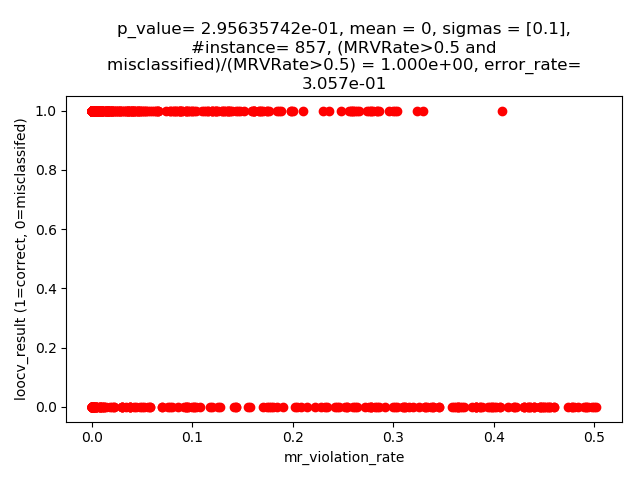 p_value= 2.95635742e-01, mean = 0, sigmas = [0.1],
#instance= 857, (MRVRate>0.5 and
misclassified)/(MRVRate>0.5) = 1.000e+00, error_rate=
3.057e-01
loocv_result (1=correct, 0=misclassifed)
1.0
0.8
0.6
0.4
0.2
0.0
0.0 0.1 0.2 0.3 0.4 0.5
mr_violation_rate